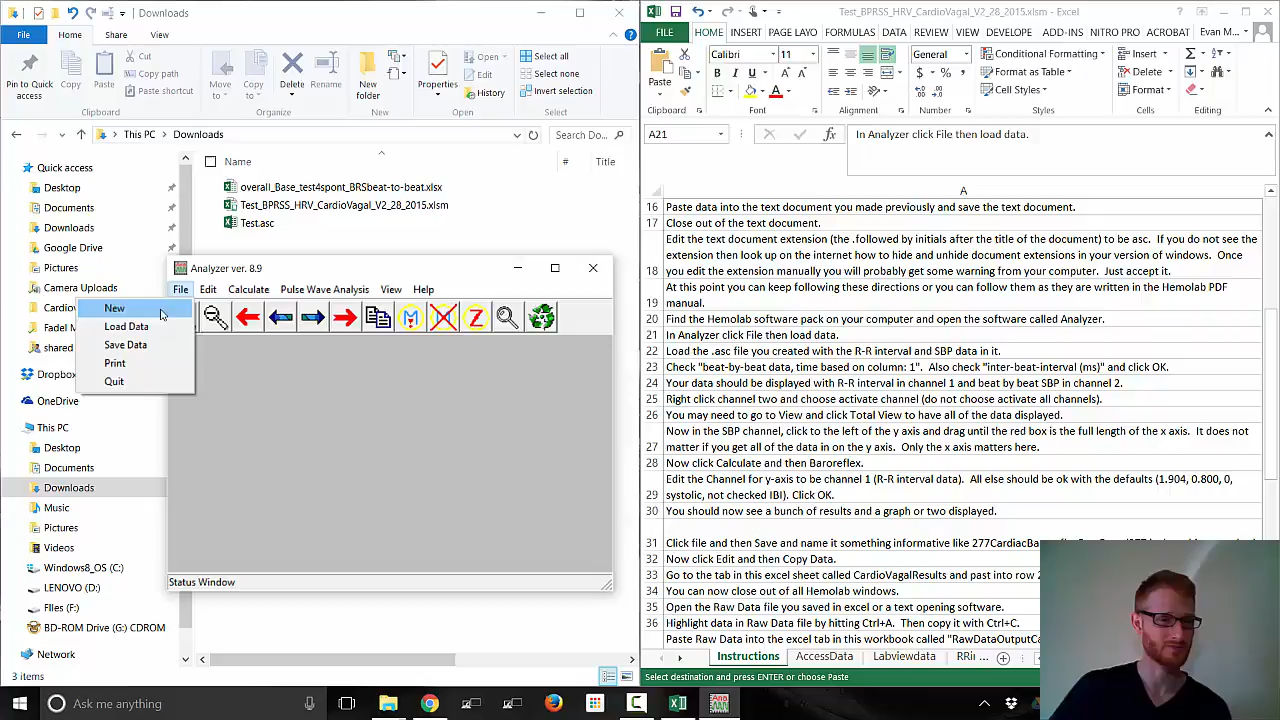 Downloads
File
Home
Share
View
Pin to Quick access
Copy
Paste
Cut
Copy path
Paste shortcut
Clipboard
Move to
Copy to
Delete
Rename
Organize
New folder
New
Properties
Open
Edit
History
Open
Select all
Select none
Invert selection
Select
This PC > Downloads
Search Do...
Quick access
Desktop
Documents
Downloads
Google Drive
Pictures
Camera Uploads
Cardio
Fadel M
shared
Dropbox
OneDrive
This PC
Desktop
Documents
Downloads
Music
Pictures
Videos
Windows8_OS (C:)
LENOVO (D:)
FIles (F:)
BD-ROM Drive (G:) CDROM
Network
3 items
Name
#
Title
overall_Base_test4spont_BRSbeat-to-beat.xlsx
Test_BPRSS_HRV_CardioVagal_V2_28_2015.xlsm
Test.asc
Analyzer ver. 8.9
File Edit Calculate Pulse Wave Analysis View Help
New
Load Data
Save Data
Print
Quit
Status Window
Test_BPRSS_HRV_CardioVagal_V2_28_2015.xlsm - Excel
FILE HOME INSERT PAGE LAYO FORMULAS DATA REVIEW VIEW DEVELOPE ADD-INS NITRO PRO ACROBAT Evan M...
Paste
Clipboard
Calibri 11
B I U
Font
Alignment
General
Number
Conditional Formatting
Format as Table
Cell Styles
Styles
Insert
Delete
Format
Cells
Editing
A21
In Analyzer click File then load data.
A
16 Paste data into the text document you made previously and save the text document.
17 Close out of the text document.
Edit the text document extension (the .followed by initials after the title of the document) to be asc. If you do not see the
extension then look up on the internet how to and unhide document extensions in your version of windows. Once
18 you edit the extension manually you will probably get some warning from your computer. Just accept it.
At this point you can keep following these directions or you can follow them as they are written in the Hemolab PDF
19 manual.
20 Find the Hemolab software pack on your computer and open the software called Analyzer.
21 In Analyzer click File then load data.
22 Load the .asc file you created with the R-R interval and SBP data in it.
23 Check "beat-by-beat data, time based on column: 1". Also check "inter-beat-interval (ms)" and click OK.
24 Your data should be displayed with R-R interval in channel 1 and beat by beat SBP in channel 2.
25 Right click channel two and choose activate channel (do not choose activate all channels).
26 You may need to go to View and click Total View to have all of the data displayed.
Now in the SBP channel, click to the left of the y axis and drag until the red box is the full length of the x axis. It does not
27 matter if you get all of the data in on the y axis. Only the x axis matters here.
28 Now click Calculate and then Baroreflex.
Edit the Channel for y-axis to be channel 1 (R-R interval data). All else should be ok with the defaults (1.904, 0.800, 0,
29 systolic, not checked IBI). Click OK.
30 You should now see a bunch of results and a graph or two displayed.
31 Click file and then Save and name it something informative like 277CardiacBa
32 Now click Edit and then Copy Data.
33 Go to the tab in this excel sheet called CardioVagalResults and past into row 2
34 You can now close out of all Hemolab windows.
35 Open the Raw Data file you saved in excel or a text opening software.
36 Highlight data in Raw Data file by hitting Ctrl+A. Then copy it with Ctrl+C.
Paste Raw Data into the excel tab in this workbook called "RawDataOutputCa
Instructions AccessData Labviewdata RRin ...
Select destination and press ENTER or choose Paste
Ask me anything